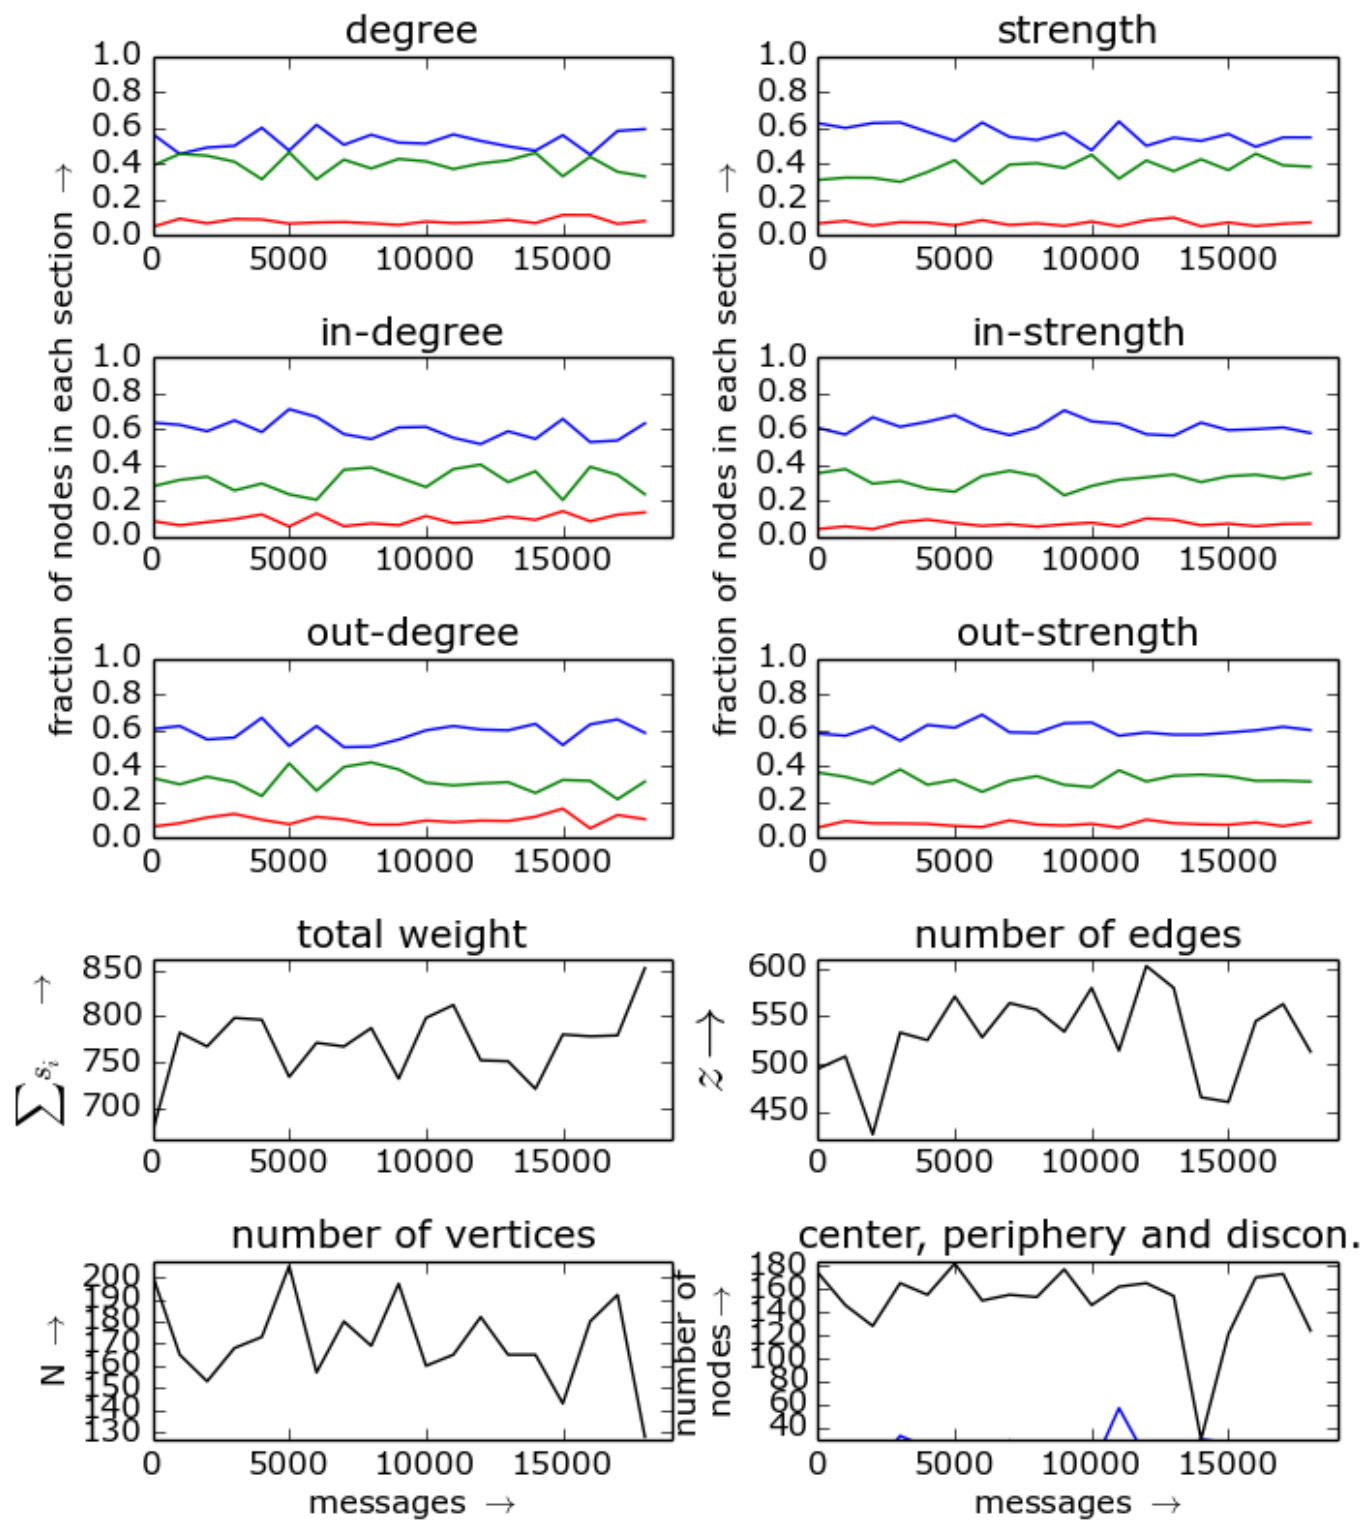 degree
1.0
0.8
0.6
0.4
0.2
0.0
0 5000 10000 15000
strength
1.0
0.8
0.6
0.4
0.2
0.0
0 5000 10000 15000
in-degree
1.0
0.8
0.6
0.4
0.2
0.0
0 5000 10000 15000
in-strength
1.0
0.8
0.6
0.4
0.2
0.0
0 5000 10000 15000
out-degree
1.0
0.8
0.6
0.4
0.2
0.0
0 5000 10000 15000
out-strength
1.0
0.8
0.6
0.4
0.2
0.0
0 5000 10000 15000
fraction of nodes in each section →
fraction of nodes in each section →
total weight
850
800
750
700
0 5000 10000 15000
∑ s_i →
number of edges
600
550
500
450
0 5000 10000 15000
z →
number of vertices
200
190
180
170
160
150
140
130
0 5000 10000 15000
N →
messages →
center, periphery and discon.
180
160
140
120
100
80
60
40
0 5000 10000 15000
number of
nodes →
messages →